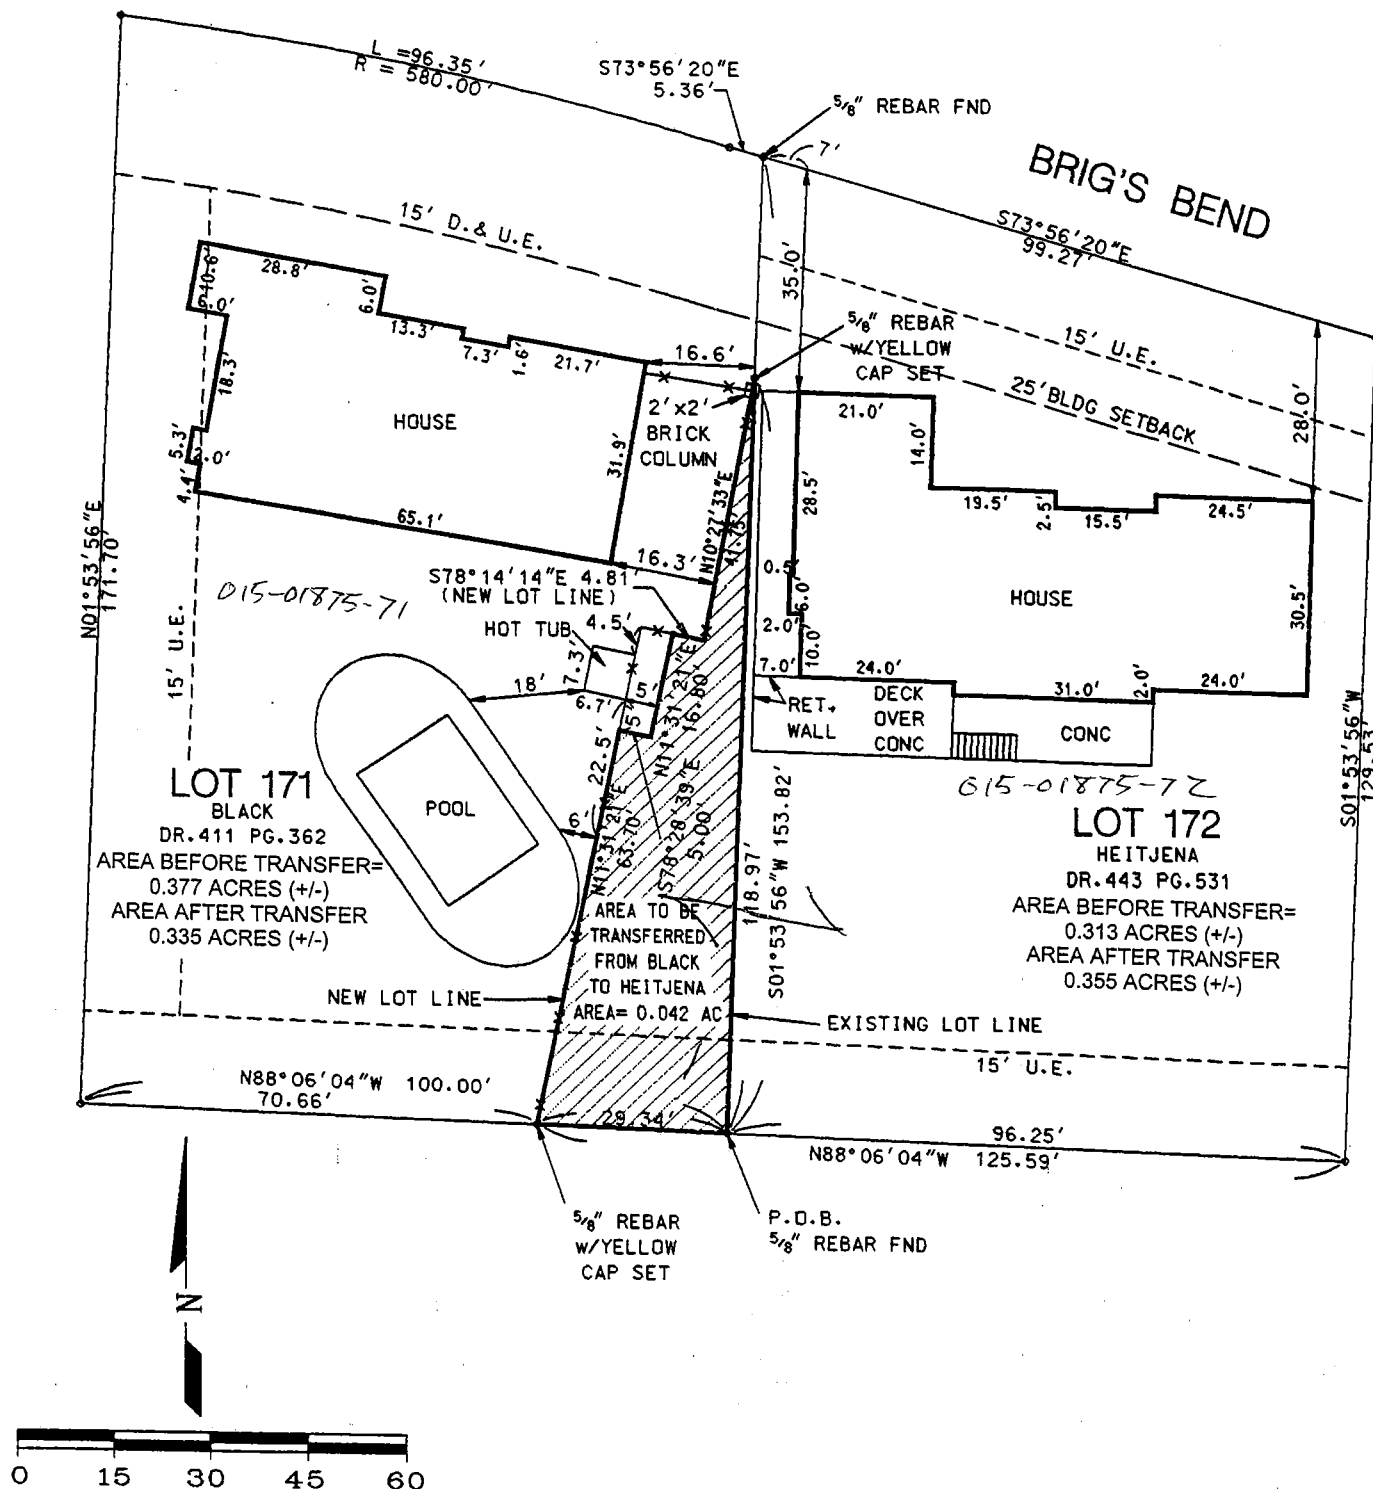 L =96.35'
R = 580.00'
S73°56'20"E
5.36'
5/8" REBAR FND
7'
BRIG'S BEND
S73°56'20"E
99.27'
15' D.& U.E.
35.0'
15' U.E.
25' BLDG SETBACK
28.0'
10.6'
28.8'
6.0'
6.0'
13.3'
7.3'
1.6'
21.7'
16.6'
5/8" REBAR
w/YELLOW
CAP SET
18.3'
HOUSE
2'x2'
BRICK
COLUMN
21.0'
14.0'
5.3'
2.0'
4.4'
31.9'
65.1'
N10°27'33"E
41.75'
28.5'
19.5'
2.5'
15.5'
24.5'
N01°53'56"E
171.70'
16.3'
0.5'
6.0'
HOUSE
30.5'
015-01875-71
S78°14'14"E 4.81'
(NEW LOT LINE)
4.5'
HOT TUB
7.3'
2.0'
10.0'
15' U.E.
18'
6.7'
5'
5'
N11°31'21"E
16.80'
7.0'
24.0'
31.0'
2.0'
24.0'
RET.
WALL
DECK
OVER
CONC
CONC
22.5'
LOT 171
BLACK
DR.411 PG.362
AREA BEFORE TRANSFER=
0.377 ACRES (+/-)
AREA AFTER TRANSFER
0.335 ACRES (+/-)
POOL
6'
N11°31'21"E
63.70'
S78°28'39"E
5.00'
118.97'
S01°53'56"W 153.82'
015-01875-72
LOT 172
HEITJENA
DR.443 PG.531
AREA BEFORE TRANSFER=
0.313 ACRES (+/-)
AREA AFTER TRANSFER
0.355 ACRES (+/-)
S01°53'56"W
129.53'
AREA TO BE
TRANSFERRED
FROM BLACK
TO HEITJENA
AREA= 0.042 AC
NEW LOT LINE
EXISTING LOT LINE
15' U.E.
N88°06'04"W 100.00'
70.66'
29.34'
96.25'
N88°06'04"W 125.59'
5/8" REBAR
w/YELLOW
CAP SET
P.O.B.
5/8" REBAR FND
N
0 15 30 45 60